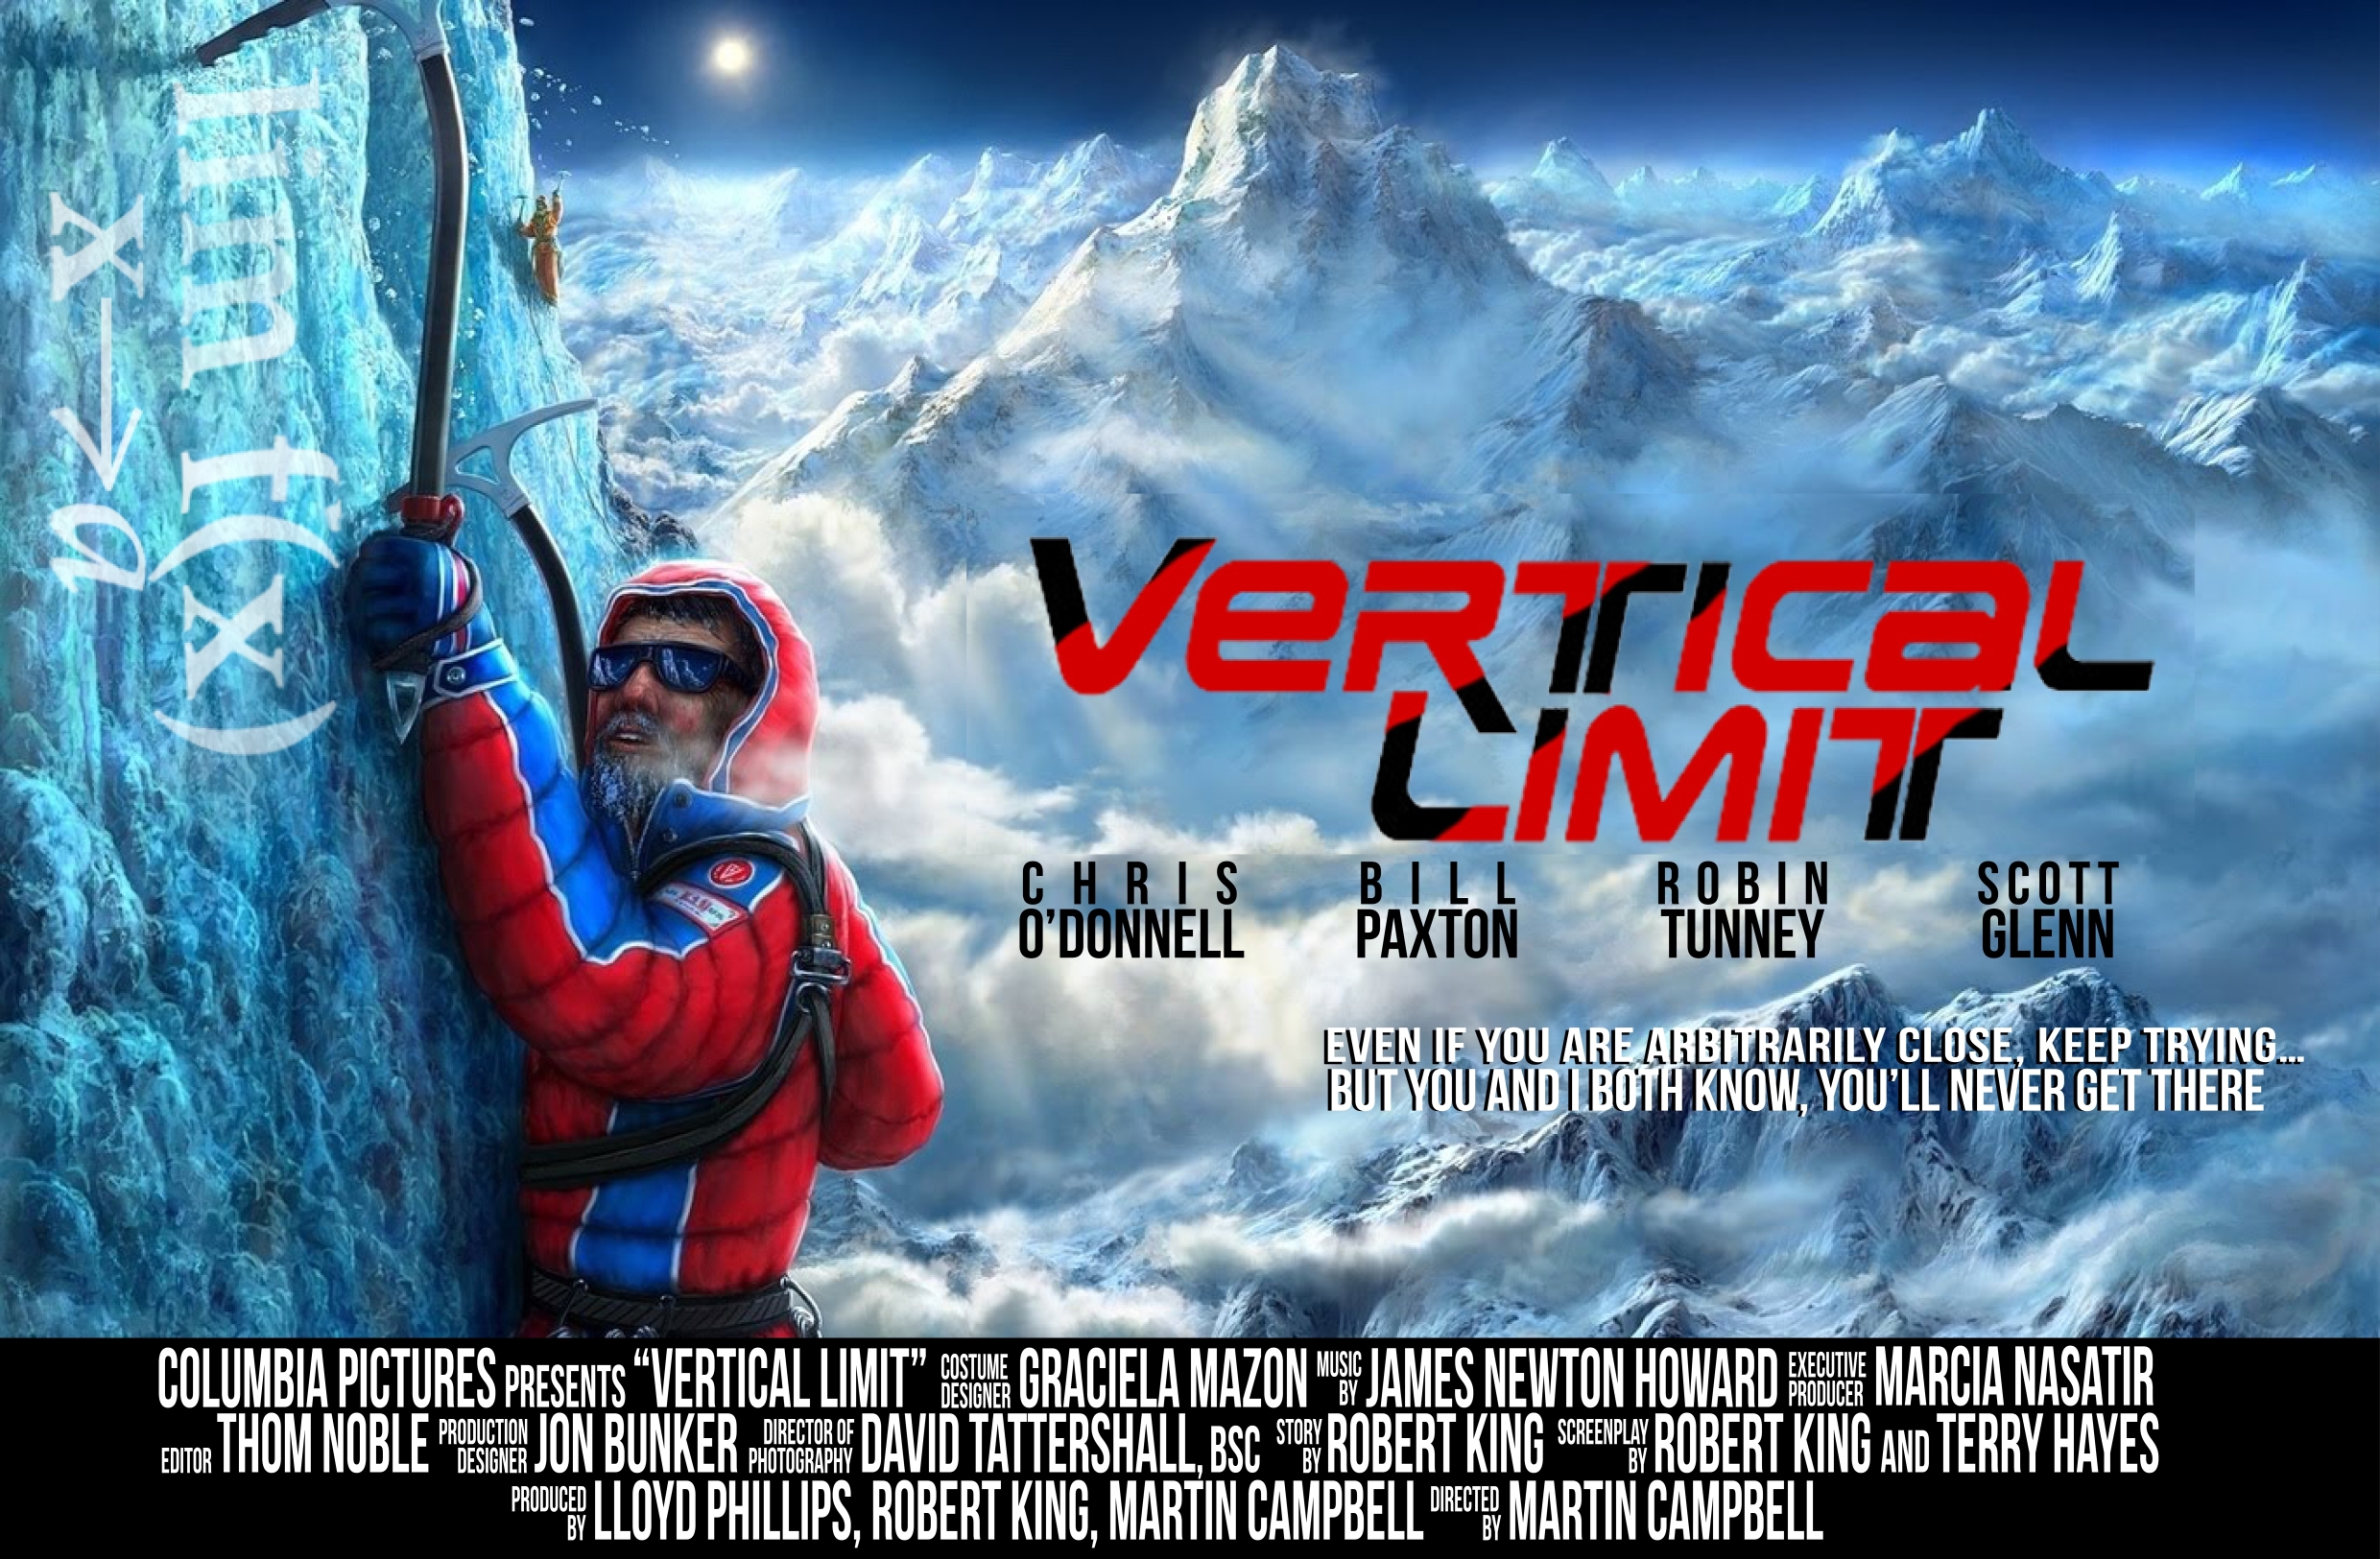 lim f(x)
x→a
VERTICAL
LIMIT
CHRIS
O'DONNELL
BILL
PAXTON
ROBIN
TUNNEY
SCOTT
GLENN
EVEN IF YOU ARE ARBITRARILY CLOSE, KEEP TRYING...
BUT YOU AND I BOTH KNOW, YOU'LL NEVER GET THERE
COLUMBIA PICTURES PRESENTS “VERTICAL LIMIT” COSTUME DESIGNER GRACIELA MAZON MUSIC BY JAMES NEWTON HOWARD EXECUTIVE PRODUCER MARCIA NASATIR
EDITOR THOM NOBLE PRODUCTION DESIGNER JON BUNKER DIRECTOR OF PHOTOGRAPHY DAVID TATTERSHALL, BSC STORY BY ROBERT KING SCREENPLAY BY ROBERT KING AND TERRY HAYES
PRODUCED BY LLOYD PHILLIPS, ROBERT KING, MARTIN CAMPBELL DIRECTED BY MARTIN CAMPBELL